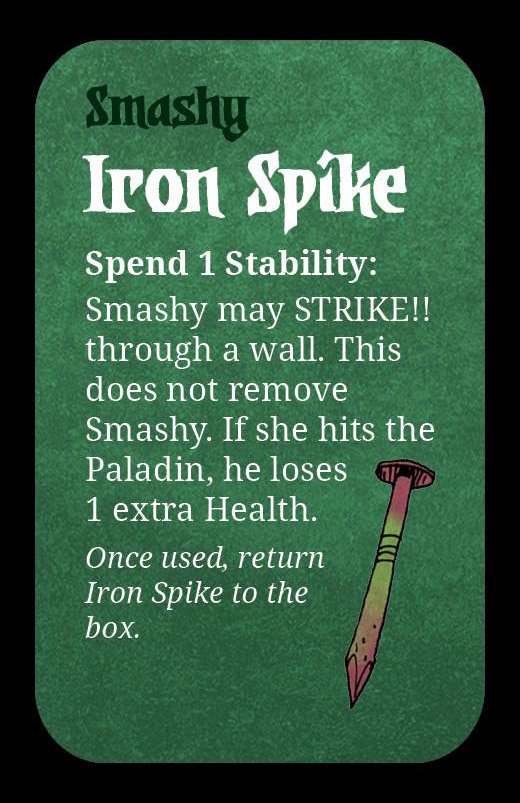 Smashy
Iron Spike
Spend 1 Stability:
Smashy may STRIKE!!
through a wall. This
does not remove
Smashy. If she hits the
Paladin, he loses
1 extra Health.
Once used, return
Iron Spike to the
box.